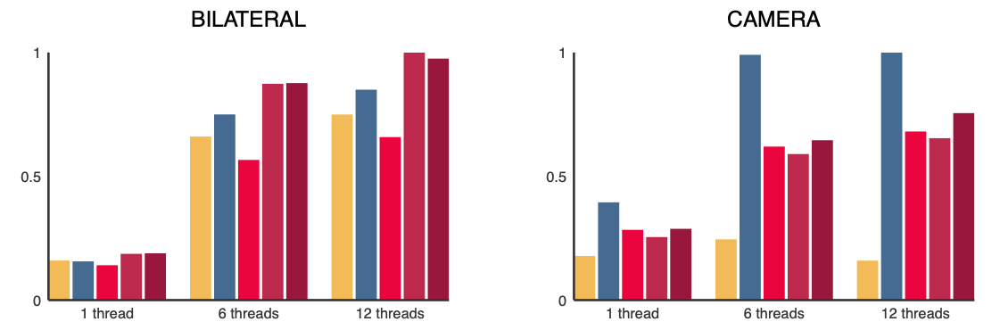 BILATERAL
1
0.5
0
1 thread
6 threads
12 threads
CAMERA
1
0.5
0
1 thread
6 threads
12 threads